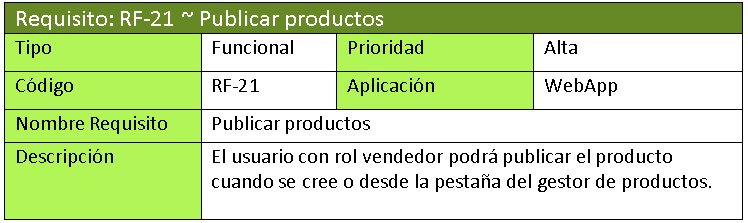 Requisito: RF-21 ~ Publicar productos
Tipo Funcional Prioridad Alta
Código RF-21 Aplicación WebApp
Nombre Requisito Publicar productos
Descripción El usuario con rol vendedor podrá publicar el producto
cuando se cree o desde la pestaña del gestor de productos.